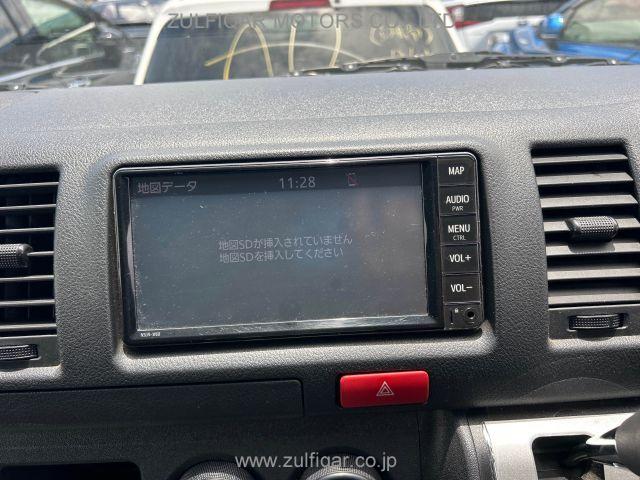 ZULFIQAR MOTORS CO., LTD.
地図データ 11:28
地図SDが挿入されていません
地図SDを挿入してください
MAP
AUDIO
PWR
MENU
CTRL
VOL+
VOL-
www.zulfiqar.co.jp